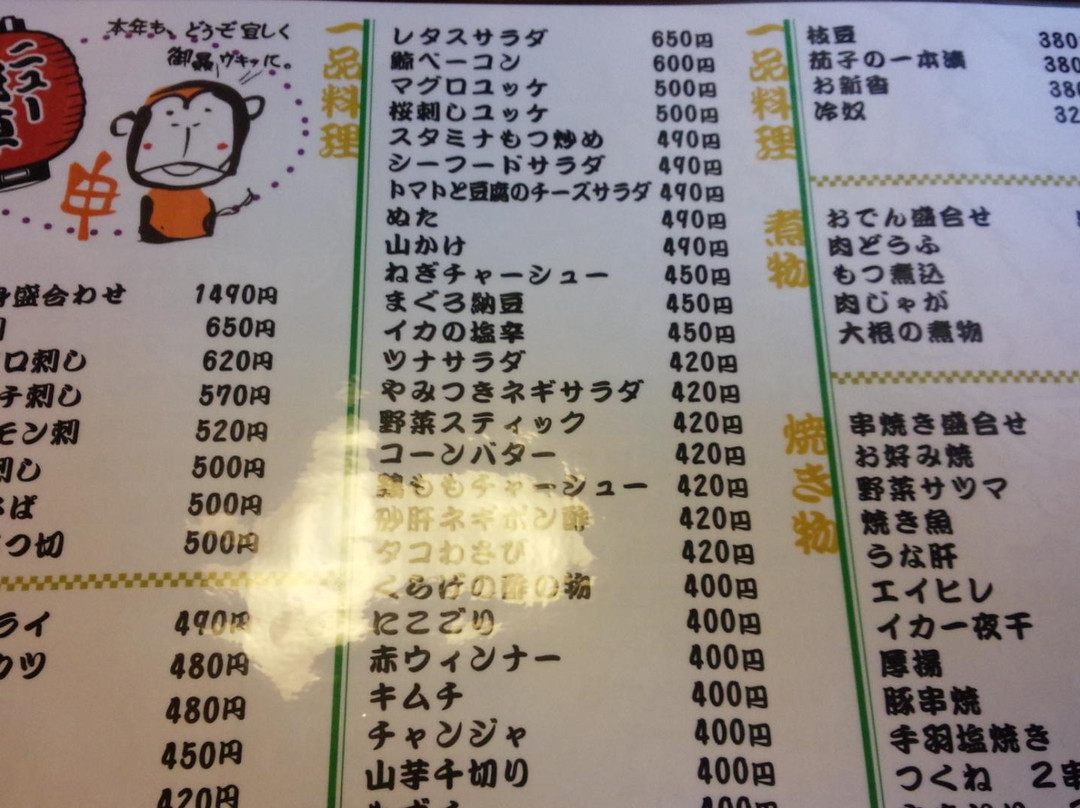 本年も、どうぞ宜しく
御贔ウキャに。
ニュー
申
盛合わせ 1490円
650円
ロ刺し 620円
チ刺し 570円
モン刺 520円
刺し 500円
ば 500円
つ切 500円
ライ 490円
カツ 480円
480円
450円
420円
一品料理
レタスサラダ 650円
鯨ベーコン 600円
マグロユッケ 500円
桜刺しユッケ 500円
スタミナもつ炒め 490円
シーフードサラダ 490円
トマトと豆腐のチーズサラダ 490円
ぬた 490円
山かけ 490円
ねぎチャーシュー 450円
まぐろ納豆 450円
イカの塩辛 450円
ツナサラダ 420円
やみつきネギサラダ 420円
野菜スティック 420円
コーンバター 420円
鶏ももチャーシュー 420円
砂肝ネギポン酢 420円
タコわさび 420円
くらげの酢の物 400円
にこごり 400円
赤ウィンナー 400円
キムチ 400円
チャンジャ 400円
山芋千切り 400円
一品料理
枝豆 380
茄子の一本漬 380
お新香 380
冷奴 32
煮物
おでん盛合せ
肉どうふ
もつ煮込
肉じゃが
大根の煮物
焼き物
串焼き盛合せ
お好み焼
野菜サツマ
焼き魚
うな肝
エイヒレ
イカ一夜干
厚揚
豚串焼
手羽塩焼き
つくね 2串